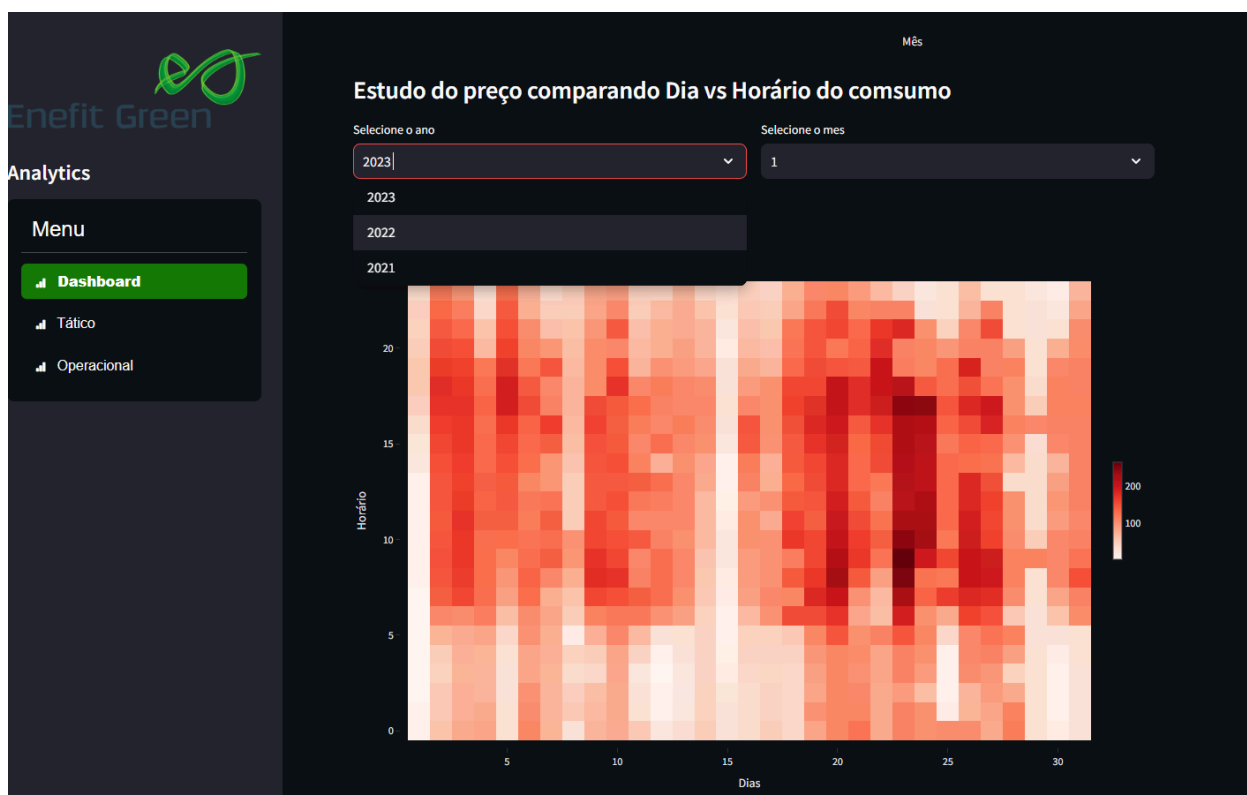 Enefit Green
Analytics
Menu
Dashboard
Tático
Operacional
Mês
Estudo do preço comparando Dia vs Horário do comsumo
Selecione o ano
Selecione o mes
2023
1
2023
2022
2021
20
15
10
5
0
Horário
5
10
15
20
25
30
Dias
200
100